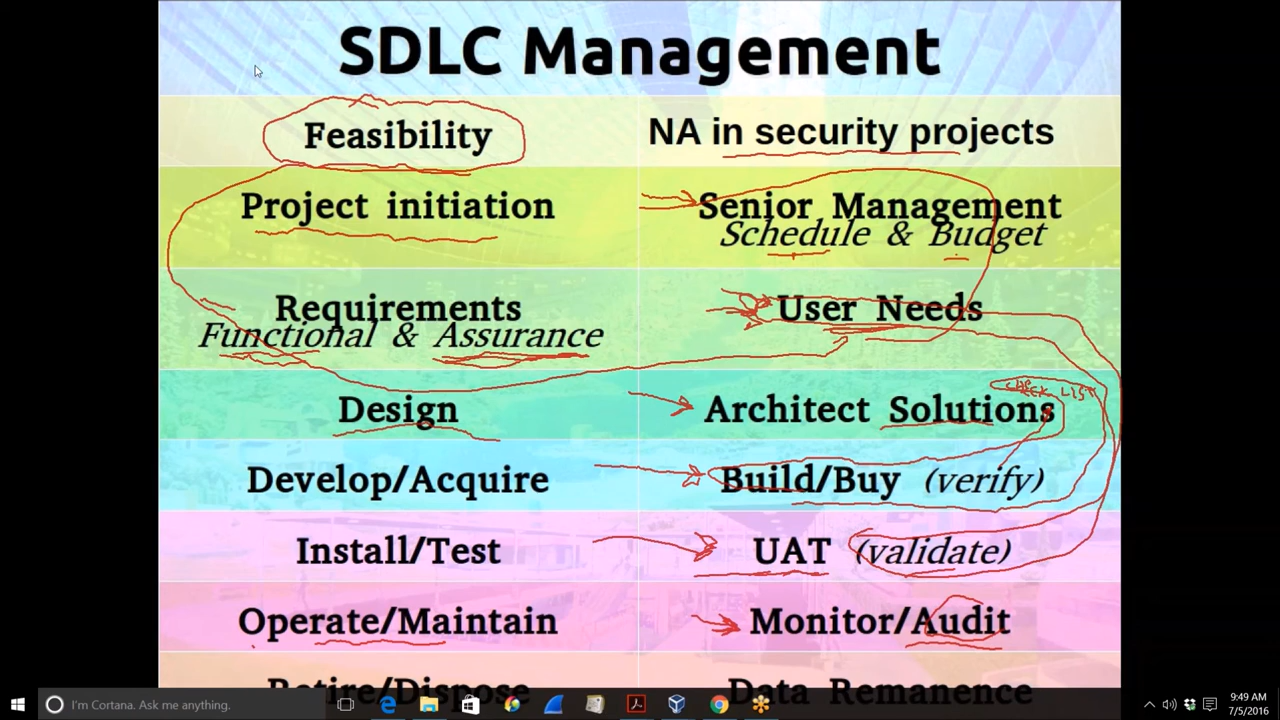 SDLC Management
Feasibility
NA in security projects
Project initiation
Senior Management
Schedule & Budget
Requirements
Functional & Assurance
User Needs
Design
CHECK LIST
Architect Solutions
Develop/Acquire
Build/Buy (verify)
Install/Test
UAT (validate)
Operate/Maintain
Monitor/Audit
Retire/Dispose
Data Remanence
I'm Cortana. Ask me anything.
9:49 AM
7/5/2016